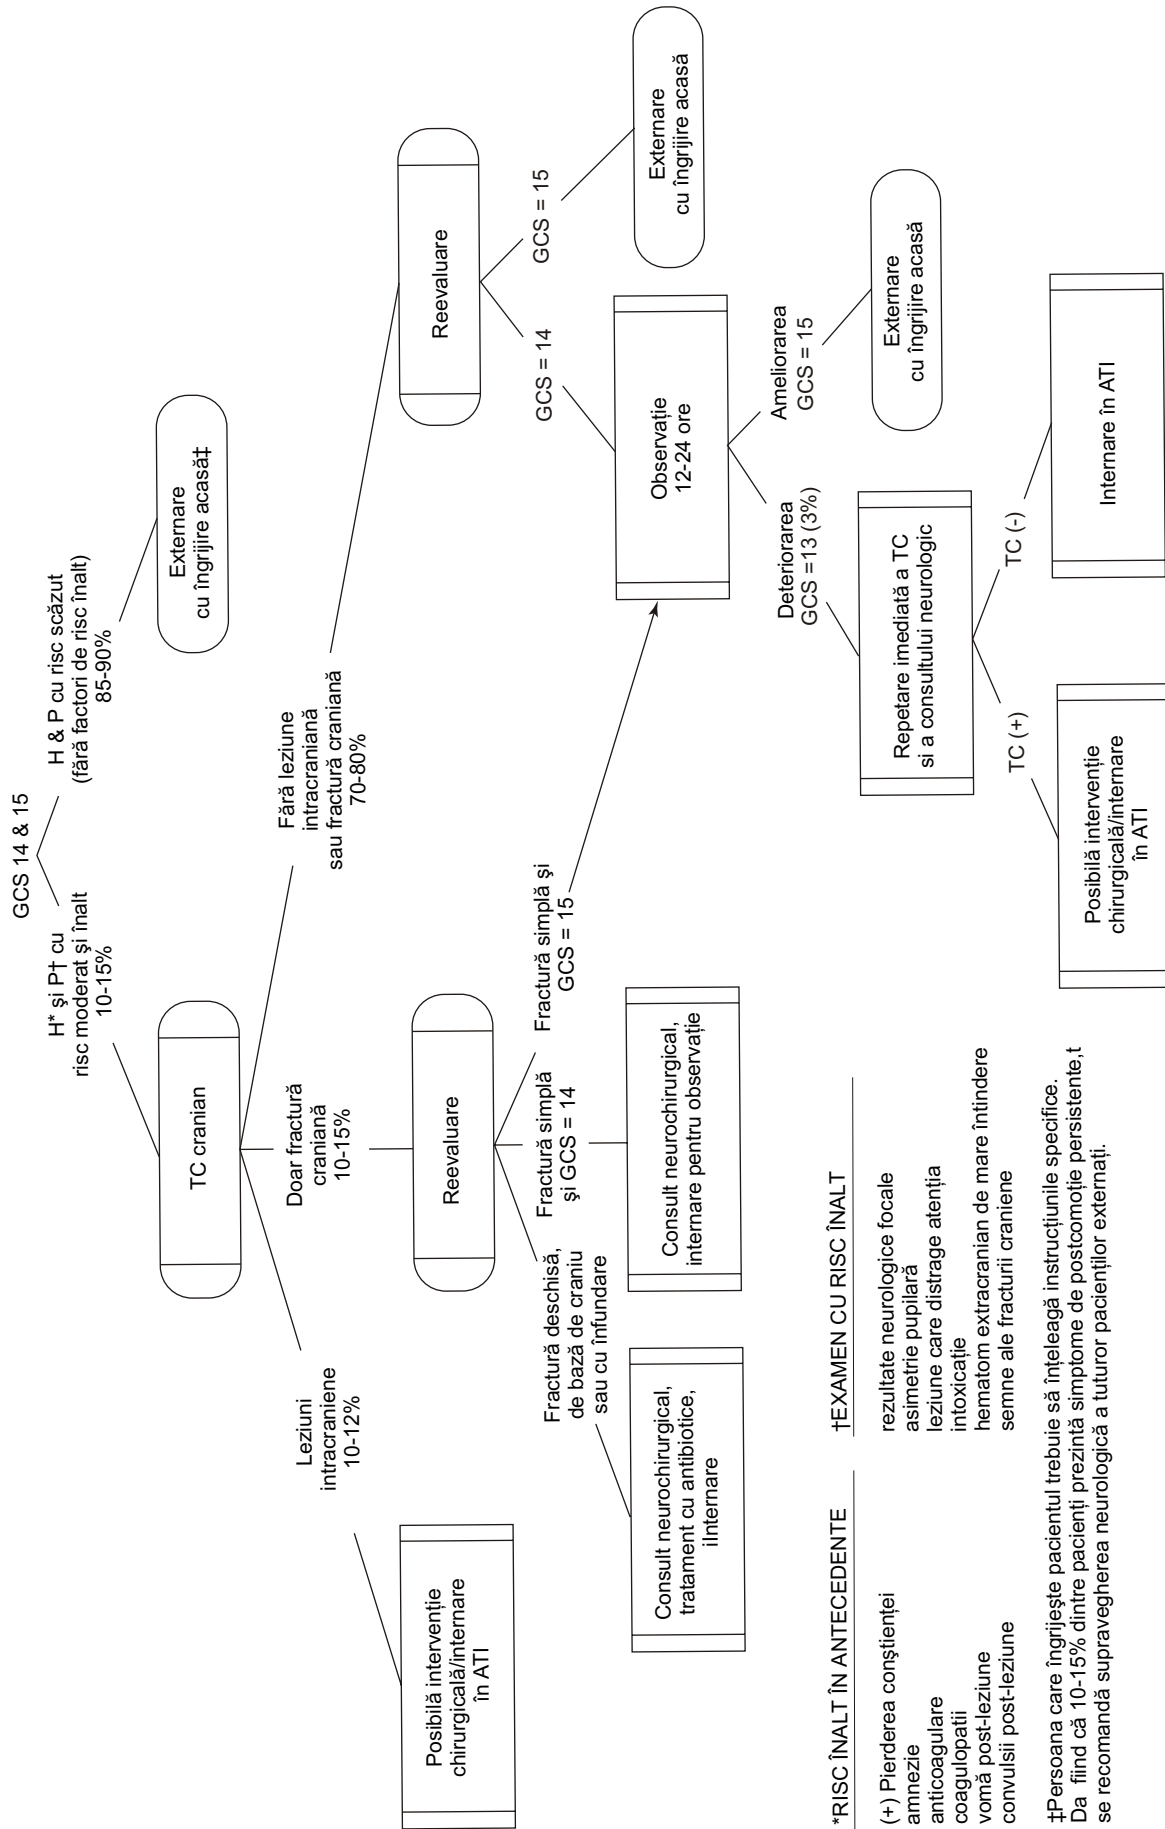 GCS 14 & 15
H* şi P† cu
risc moderat şi înalt
10-15%
H & P cu risc scăzut
(fără factori de risc înalt)
85-90%
TC cranian
Externare
cu îngrijire acasă‡
Leziuni
intracraniene
10-12%
Doar fractură
craniană
10-15%
Fără leziune
intracraniană
sau fractură craniană
70-80%
Posibilă intervenție
chirurgicală/internare
în ATI
Reevaluare
Reevaluare
Fractură deschisă,
de bază de craniu
sau cu înfundare
Fractură simplă
şi GCS = 14
Fractură simplă şi
GCS = 15
GCS = 14
GCS = 15
Consult neurochirurgical,
tratament cu antibiotice,
iInternare
Consult neurochirurgical,
internare pentru observație
Observație
12-24 ore
Externare
cu îngrijire acasă
Deteriorarea
GCS =13 (3%)
Ameliorarea
GCS = 15
Repetare imediată a TC
si a consultului neurologic
Externare
cu îngrijire acasă
TC (+)
TC (-)
Posibilă intervenție
chirurgicală/internare
în ATI
Internare în ATI
*RISC ÎNALT ÎN ANTECEDENTE
(+) Pierderea conştienței
amnezie
anticoagulare
coagulopatii
vomă post-leziune
convulsii post-leziune
†EXAMEN CU RISC ÎNALT
rezultate neurologice focale
asimetrie pupilară
leziune care distrage atenția
intoxicație
hematom extracranian de mare întindere
semne ale fracturii craniene
‡Persoana care îngrijeşte pacientul trebuie să înțeleagă instrucțiunile specifice.
Da fiind că 10-15% dintre pacienți prezintă simptome de postcomoție persistente,t
se recomandă supravegherea neurologică a tuturor pacienților externați.